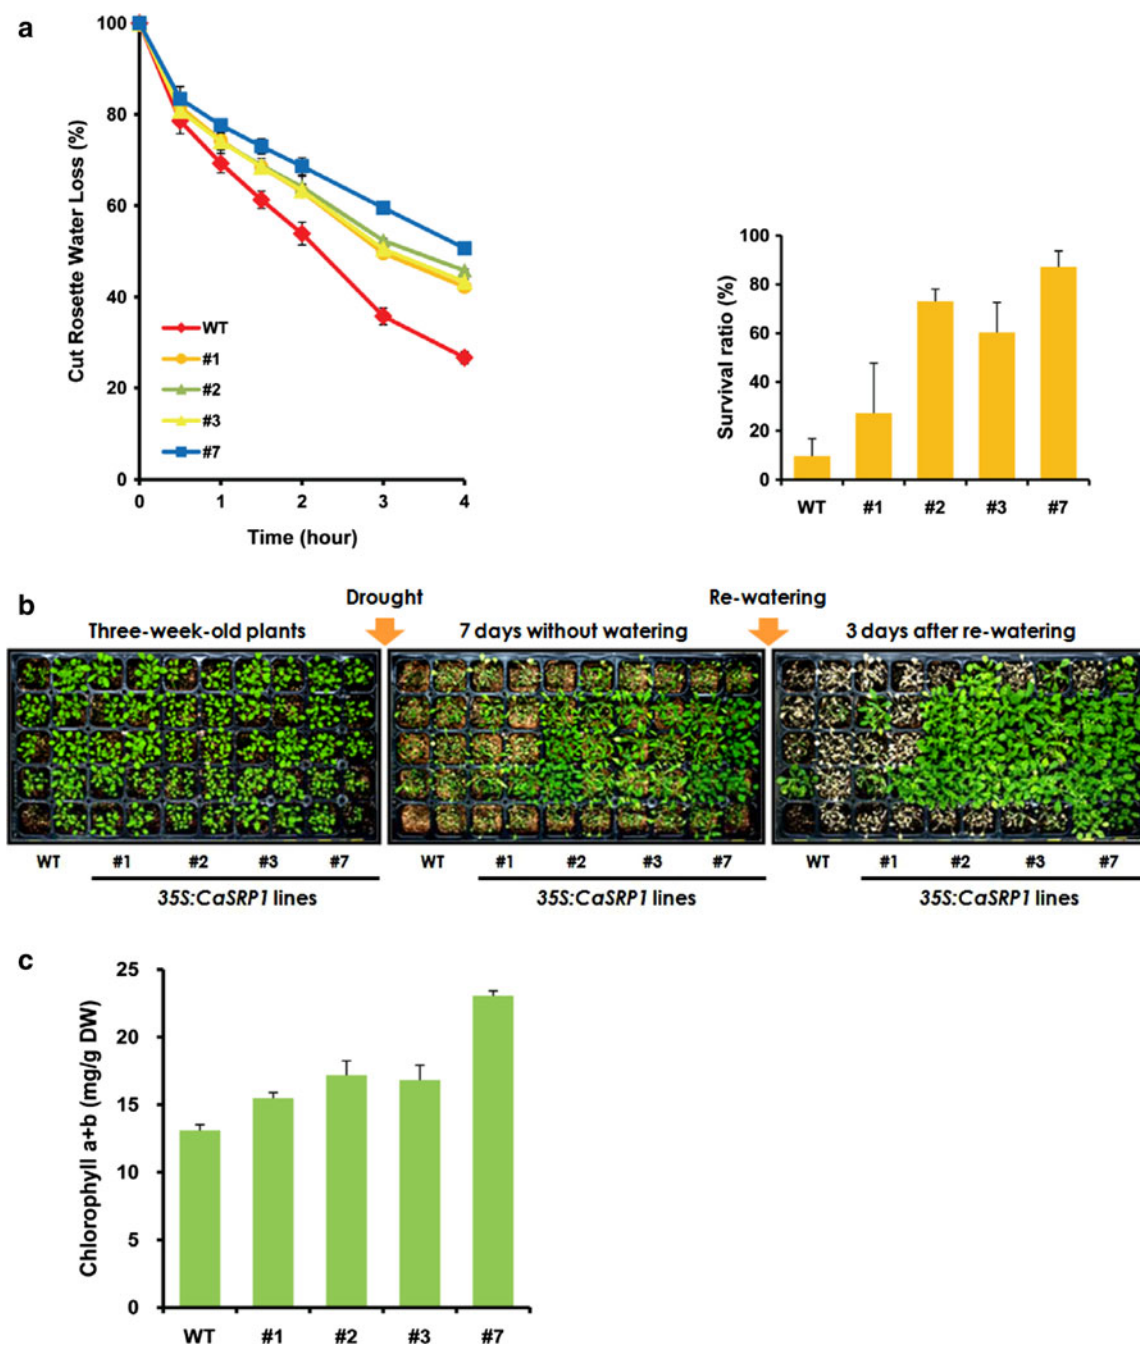 a
100
80
60
40
20
0
Cut Rosette Water Loss (%)
WT
#1
#2
#3
#7
0 1 2 3 4
Time (hour)
100
80
60
40
20
0
Survival ratio (%)
WT #1 #2 #3 #7
b
Drought
Re-watering
Three-week-old plants
7 days without watering
3 days after re-watering
WT #1 #2 #3 #7
WT #1 #2 #3 #7
WT #1 #2 #3 #7
35S:CaSRP1 lines
35S:CaSRP1 lines
35S:CaSRP1 lines
c
25
20
15
10
5
0
Chlorophyll a+b (mg/g DW)
WT #1 #2 #3 #7